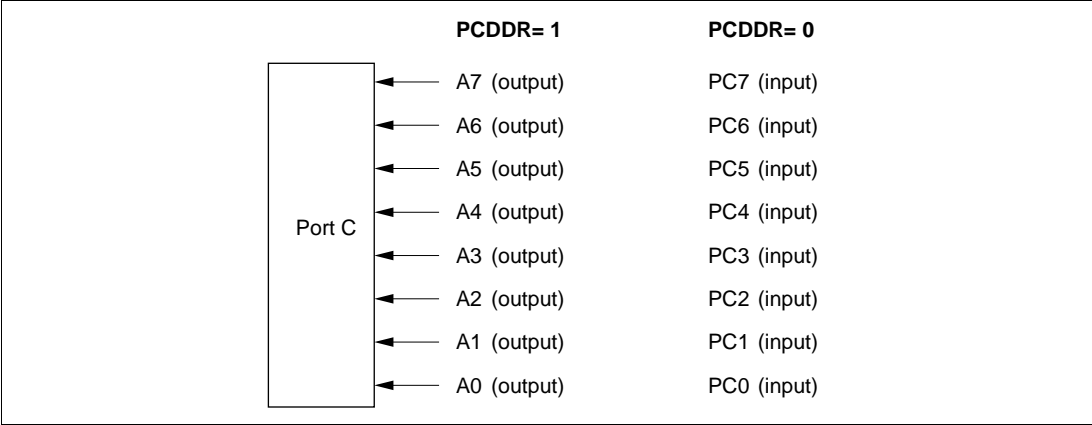 PCDDR= 1 PCDDR= 0
A7 (output) PC7 (input)
A6 (output) PC6 (input)
A5 (output) PC5 (input)
A4 (output) PC4 (input)
Port C
A3 (output) PC3 (input)
A2 (output) PC2 (input)
A1 (output) PC1 (input)
A0 (output) PC0 (input)